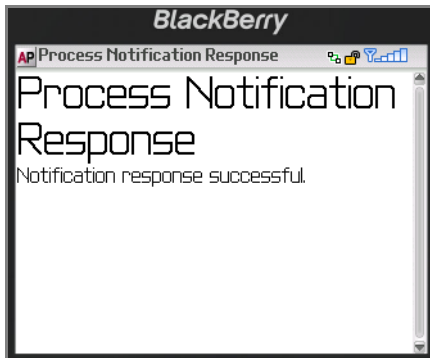 BlackBerry
AP Process Notification Response
Process Notification
Response
Notification response successful.